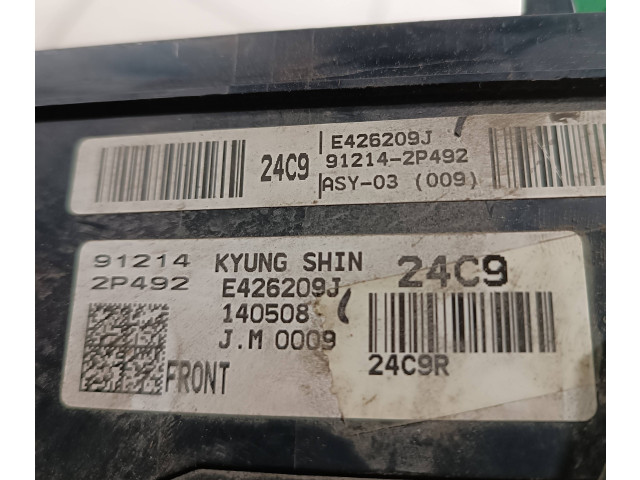 24C9
E426209J
91214-2P492
ASY-03 (009)
91214
2P492
KYUNG SHIN
E426209J
140508
J.M 0009
FRONT
24C9
24C9R